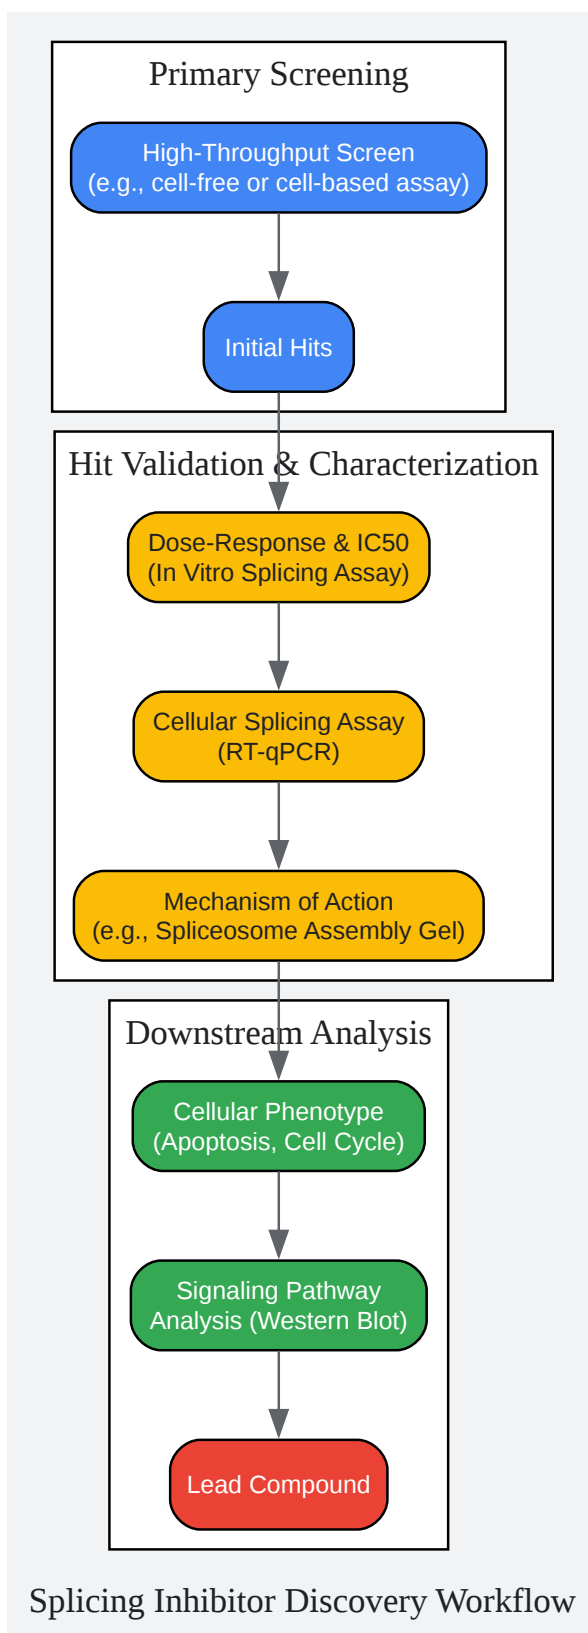 Primary Screening
High-Throughput Screen
(e.g., cell-free or cell-based assay)
Initial Hits
Hit Validation & Characterization
Dose-Response & IC50
(In Vitro Splicing Assay)
Cellular Splicing Assay
(RT-qPCR)
Mechanism of Action
(e.g., Spliceosome Assembly Gel)
Downstream Analysis
Cellular Phenotype
(Apoptosis, Cell Cycle)
Signaling Pathway
Analysis (Western Blot)
Lead Compound
Splicing Inhibitor Discovery Workflow